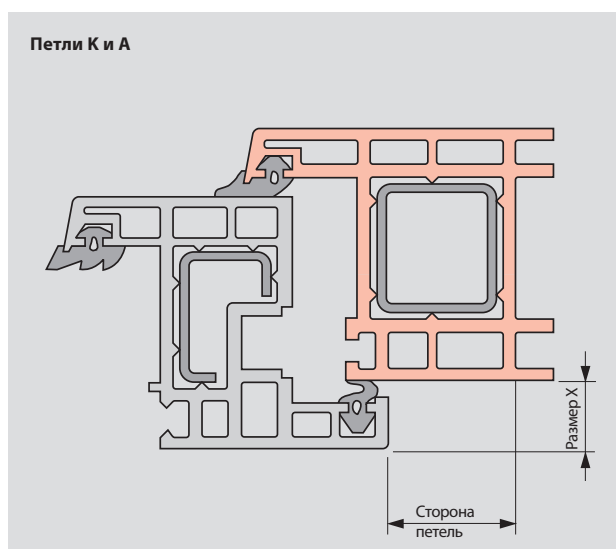 Петли К и А
Размер X
Сторона
петель